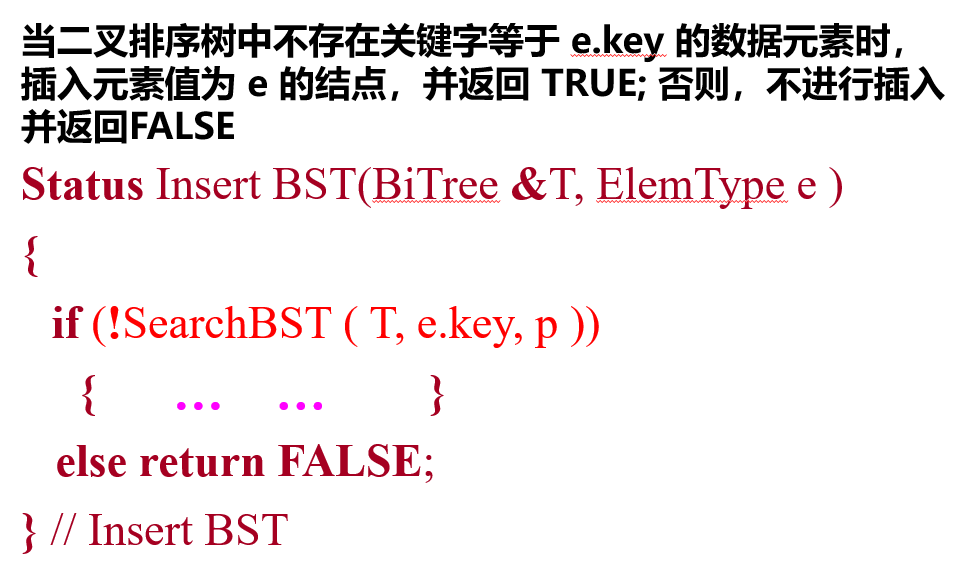 当二叉排序树中不存在关键字等于 e.key 的数据元素时，
插入元素值为 e 的结点，并返回 TRUE; 否则，不进行插入
并返回FALSE
Status Insert BST(BiTree &T, ElemType e )
{
if (!SearchBST ( T, e.key, p ))
{ … … }
else return FALSE;
} // Insert BST